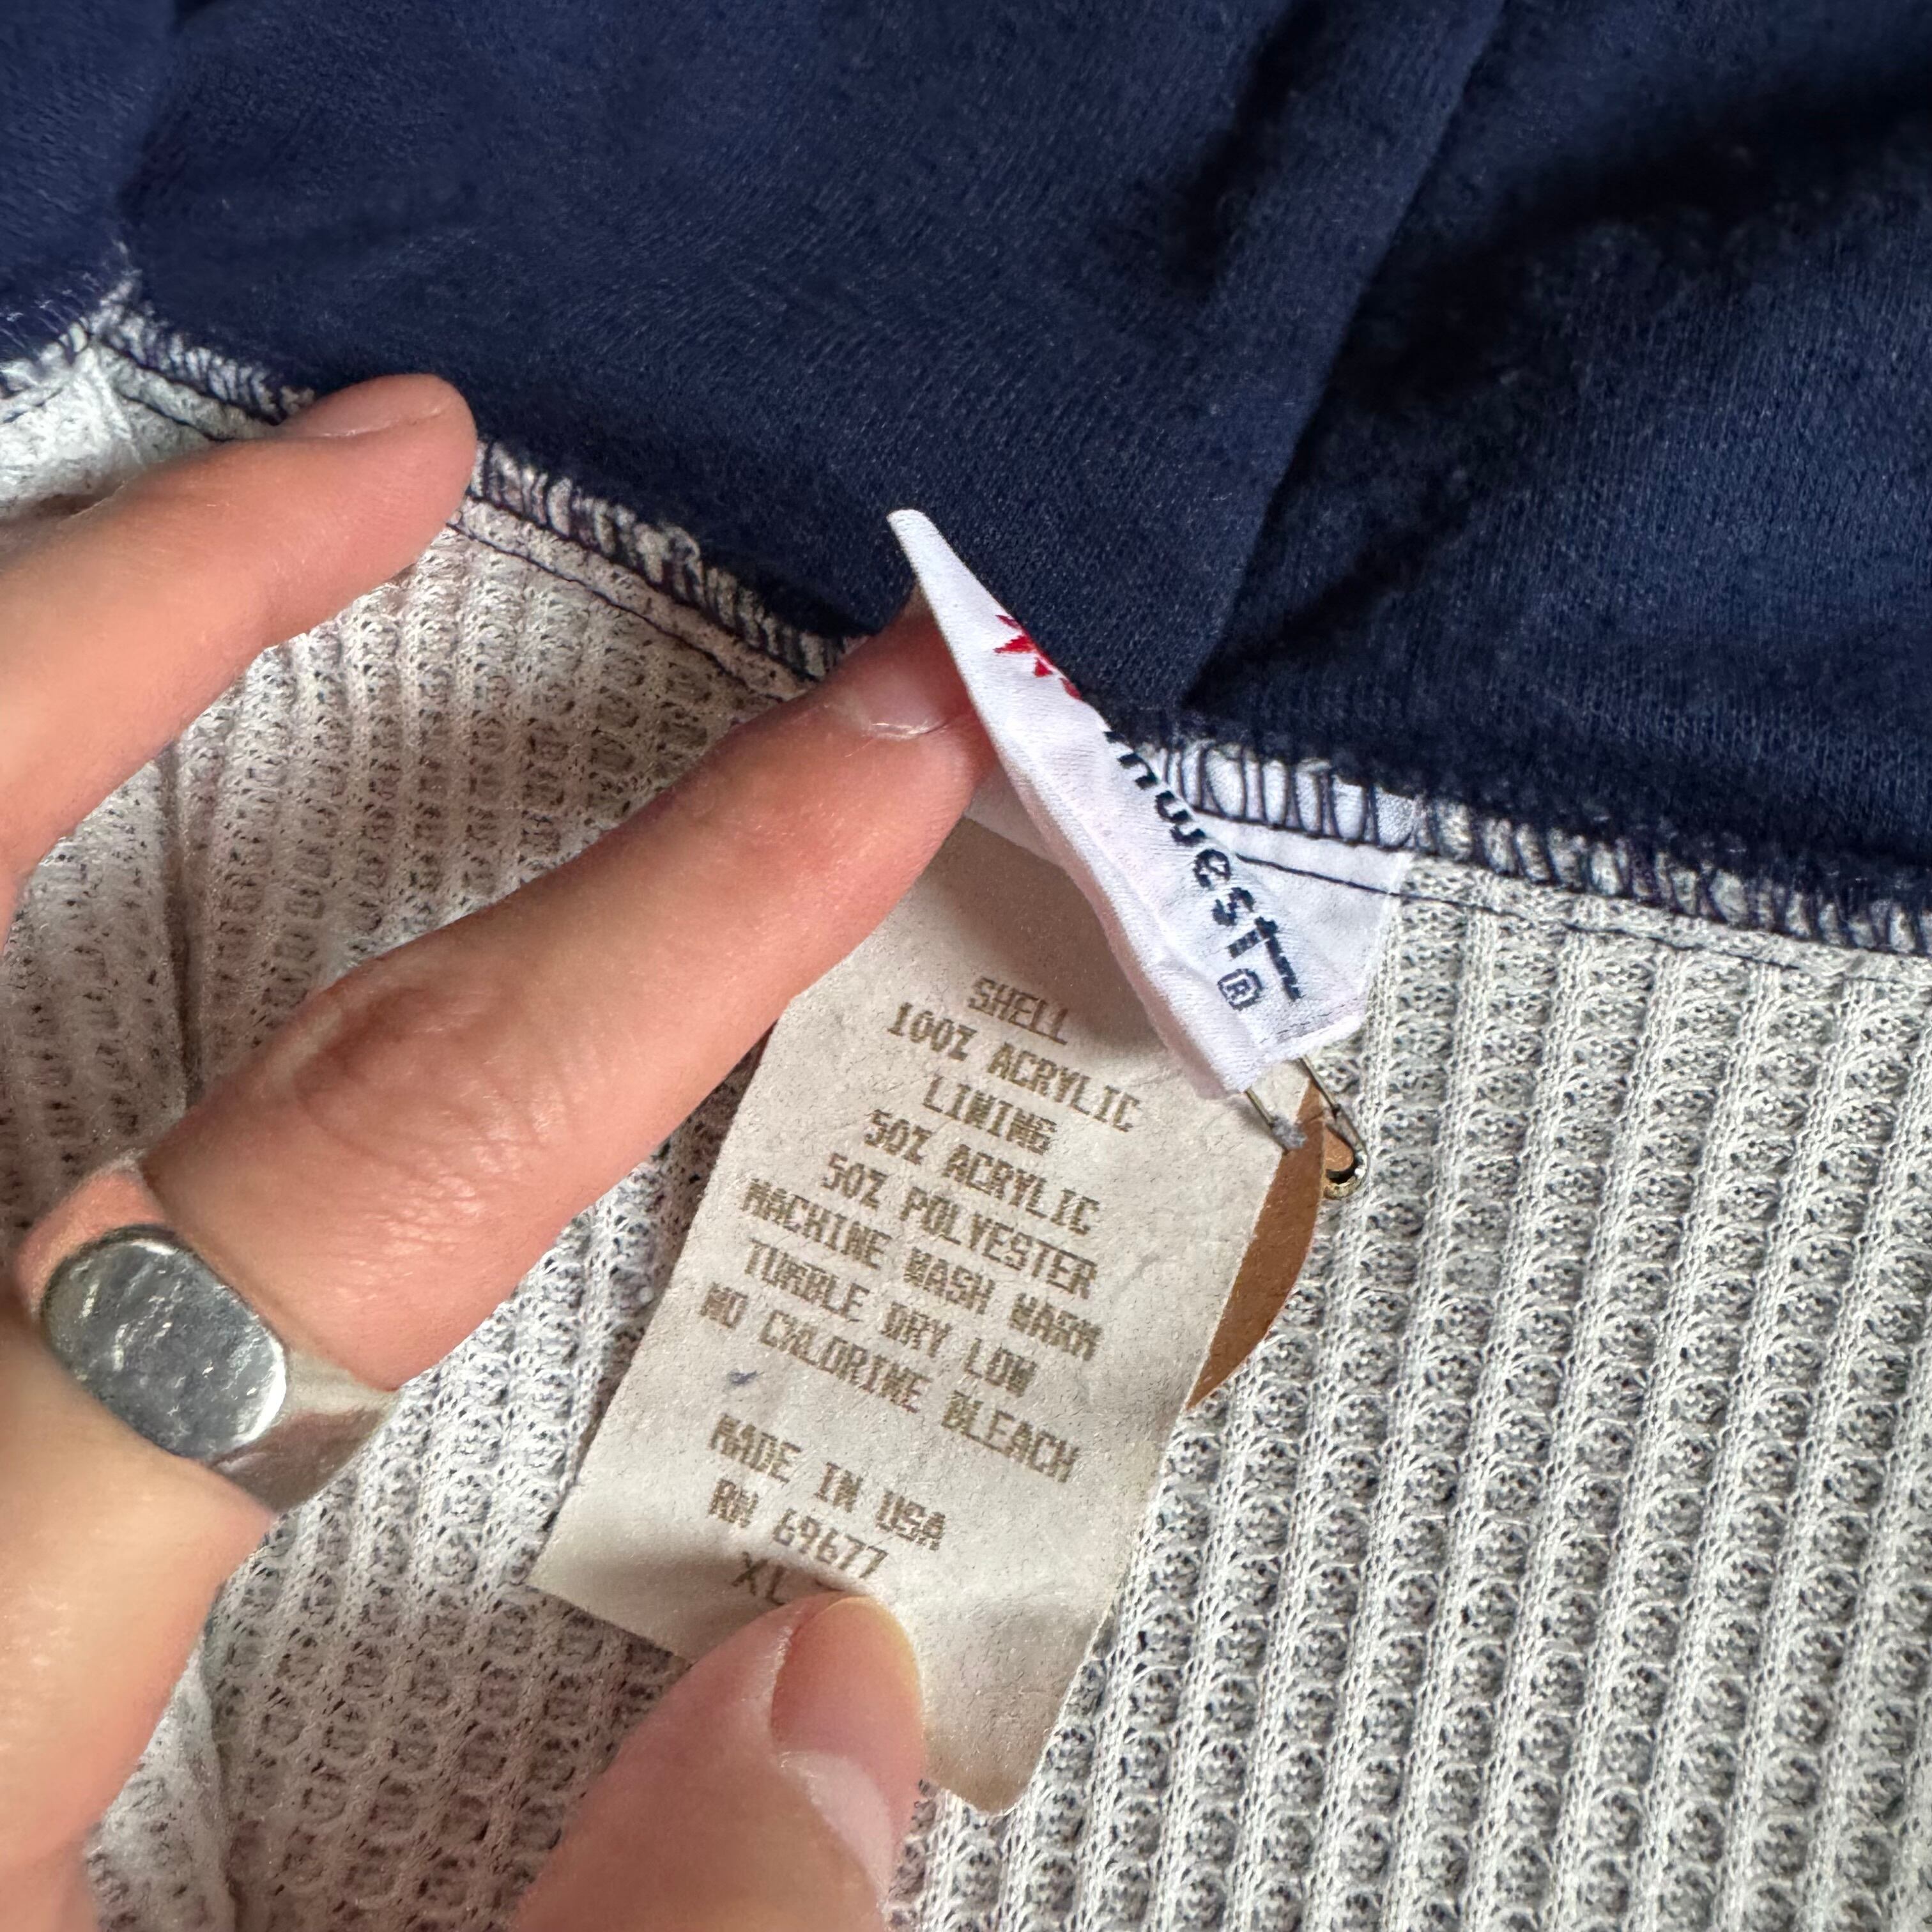 nwest®
SHELL
100% ACRYLIC
LINING
50% ACRYLIC
50% POLYESTER
MACHINE WASH WARM
TUMBLE DRY LOW
NO CHLORINE BLEACH
MADE IN USA
RN 69677
XL